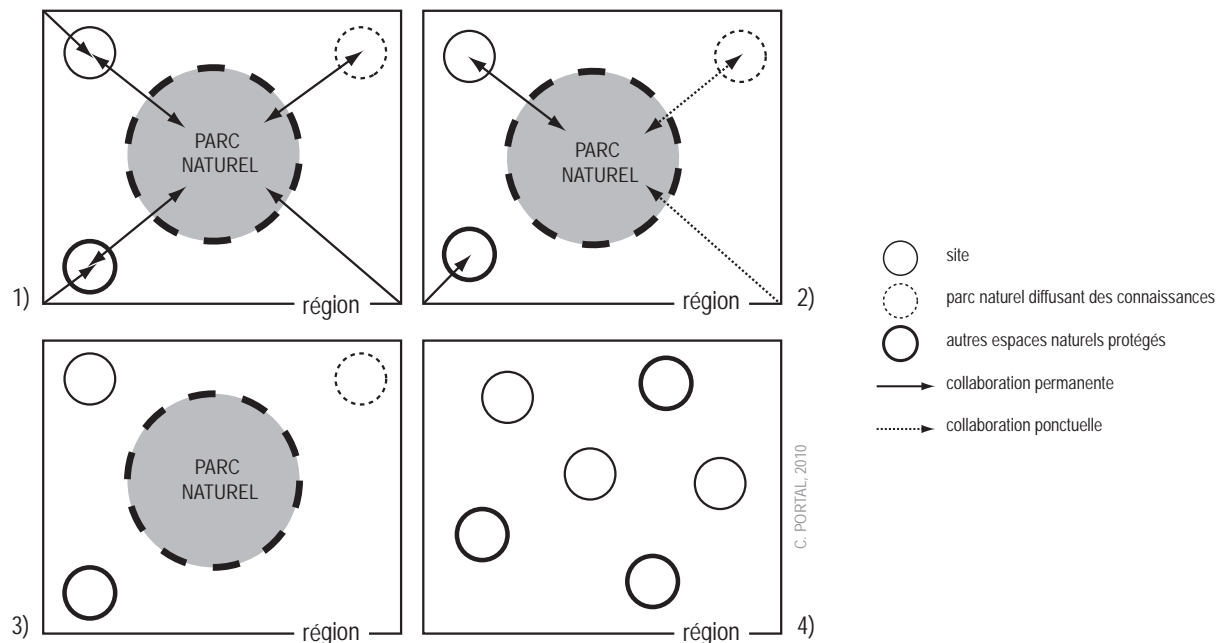 PARC
NATUREL
1)
région
PARC
NATUREL
région
2)
PARC
NATUREL
3)
région
région
4)
C. PORTAL, 2010
site
parc naturel diffusant des connaissances
autres espaces naturels protégés
collaboration permanente
collaboration ponctuelle